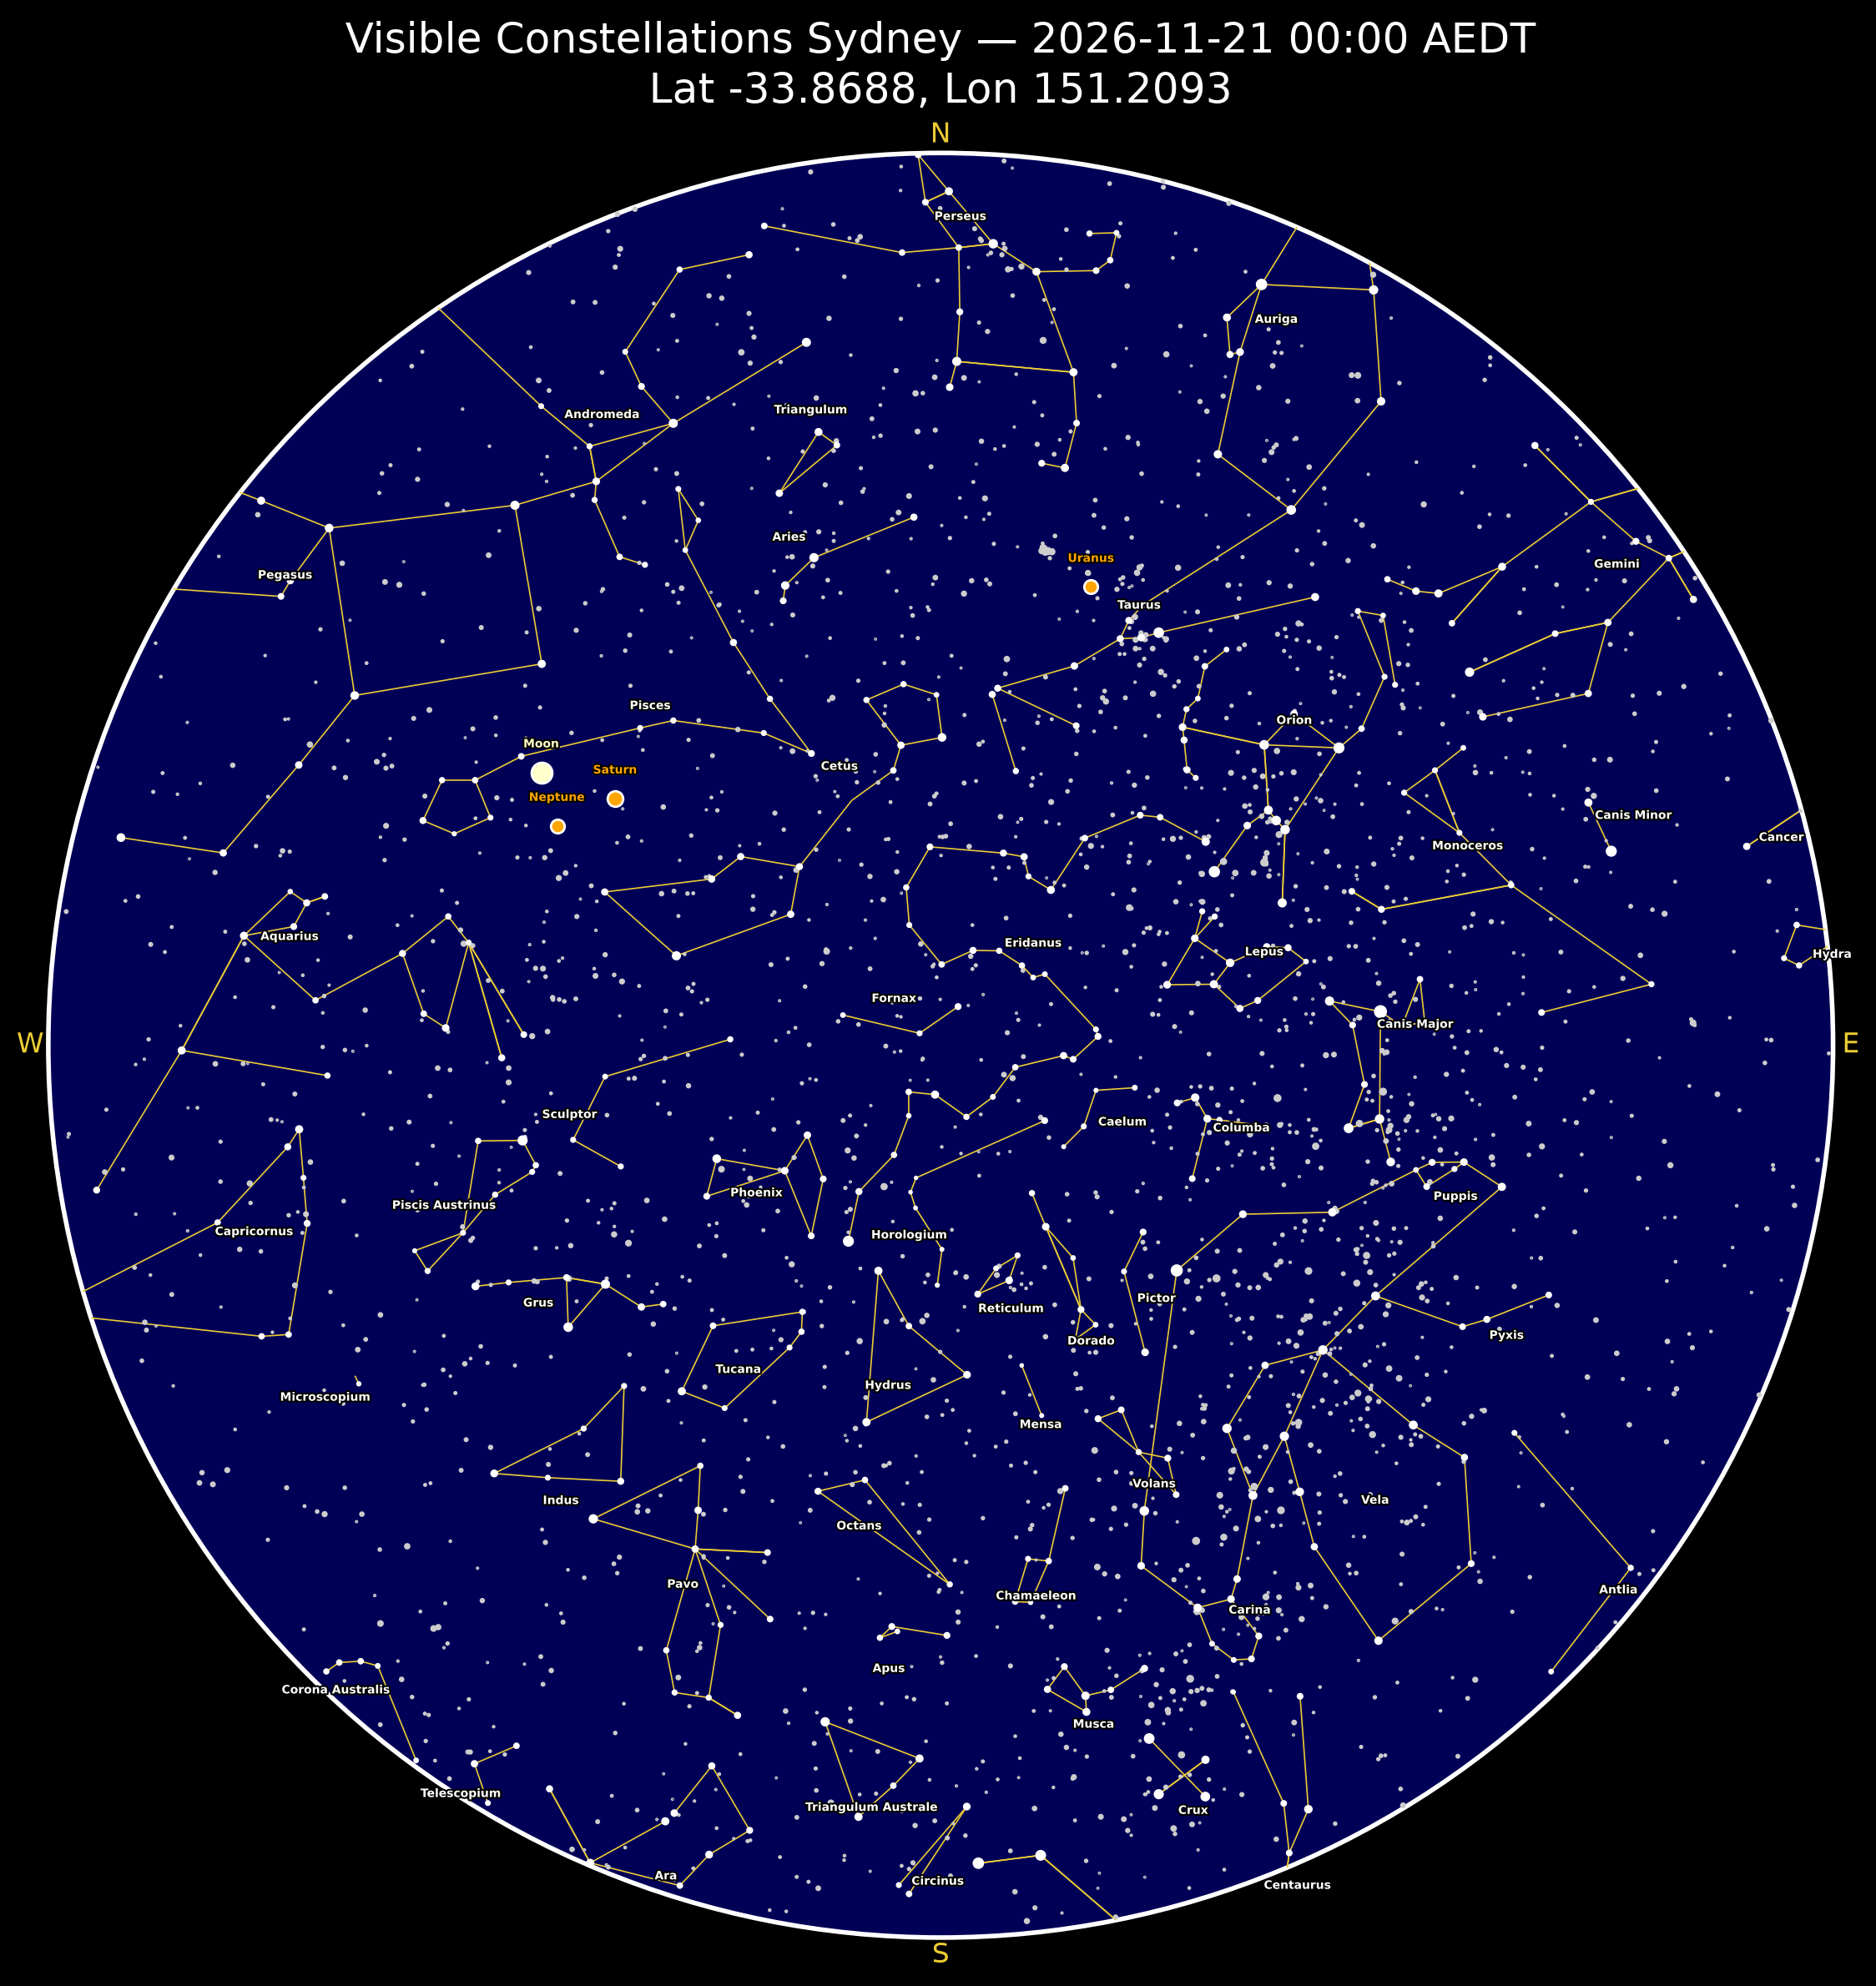 Visible Constellations Sydney — 2026-11-21 00:00 AEDT
Lat -33.8688, Lon 151.2093
N
Perseus
Auriga
Andromeda
Triangulum
Aries
Uranus
Gemini
Pegasus
Taurus
Pisces
Orion
Moon
Cetus
Saturn
Neptune
Canis Minor
Cancer
Monoceros
Aquarius
Eridanus
Lepus
Hydra
Fornax
Canis Major
W
E
Sculptor
Caelum
Columba
Phoenix
Puppis
Piscis Austrinus
Capricornus
Horologium
Pictor
Grus
Reticulum
Pyxis
Dorado
Tucana
Hydrus
Microscopium
Mensa
Volans
Indus
Vela
Octans
Pavo
Antlia
Chamaeleon
Carina
Apus
Corona Australis
Musca
Telescopium
Triangulum Australe
Crux
Ara
Circinus
Centaurus
S